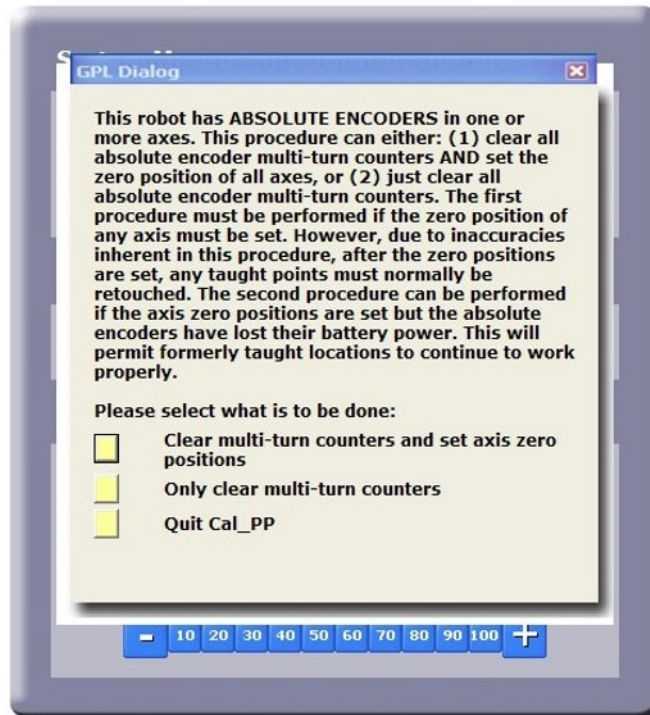 GPL Dialog
This robot has ABSOLUTE ENCODERS in one or
more axes. This procedure can either: (1) clear all
absolute encoder multi-turn counters AND set the
zero position of all axes, or (2) just clear all
absolute encoder multi-turn counters. The first
procedure must be performed if the zero position of
any axis must be set. However, due to inaccuracies
inherent in this procedure, after the zero positions
are set, any taught points must normally be
retouched. The second procedure can be performed
if the axis zero positions are set but the absolute
encoders have lost their battery power. This will
permit formerly taught locations to continue to work
properly.
Please select what is to be done:
Clear multi-turn counters and set axis zero
positions
Only clear multi-turn counters
Quit Cal_PP
- 10 20 30 40 50 60 70 80 90 100 +